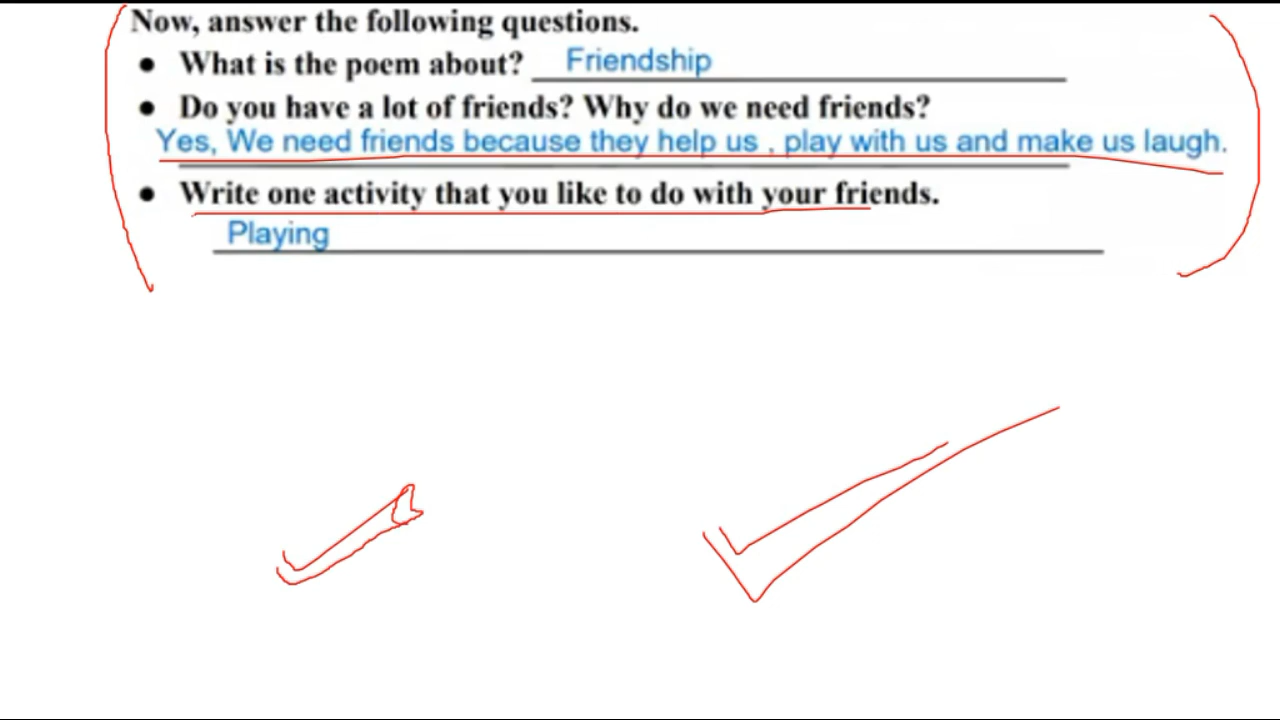 Now, answer the following questions.
• What is the poem about? Friendship
• Do you have a lot of friends? Why do we need friends?
Yes, We need friends because they help us , play with us and make us laugh.
• Write one activity that you like to do with your friends.
Playing